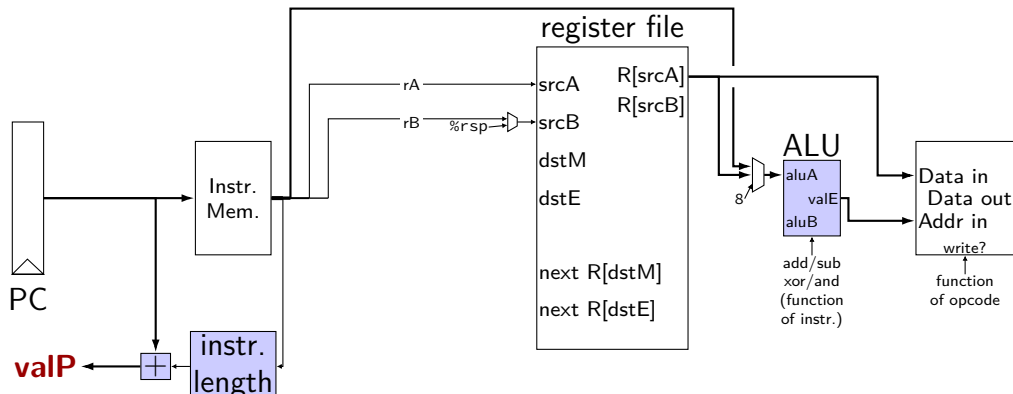 register file
rA
srcA
R[srcA]
R[srcB]
rB
%rsp
srcB
dstM
dstE
next R[dstM]
next R[dstE]
PC
Instr.
Mem.
instr.
length
+
valP
8
ALU
aluA
valE
aluB
add/sub
xor/and
(function
of instr.)
Data in
Data out
Addr in
write?
function
of opcode